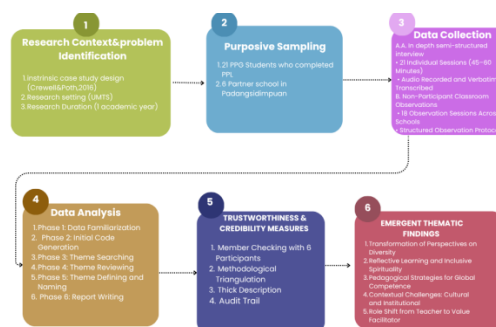 1
Research Context&problem
Identification
1. Instrinsic case study design
(Crewell&Poth,2016)
2.Research setting (UMTS)
3.Research Duration (1 academic year)
2
Purposive Sampling
1.21 PPG Students who completed
PPL
2.6 Partner school in
Padangsidimpuan
3
Data Collection
A.A. in depth semi-structured
interview
• 21 Individual Sessions (45-60
Minutes)
• Audio Recorded and Verbatim
Transcribed
B. Non-Participant Classroom
Observations
• 18 Observation Sessions Across
Schools
• Structured Observation Protocol
4
Data Analysis
1.Phase 1: Data Familiarization
2. Phase 2: Initial Code
Generation
3. Phase 3: Theme Searching
4. Phase 4: Theme Reviewing
5. Phase 5: Theme Defining and
Naming
6. Phase 6: Report Writing
5
TRUSTWORTHINESS &
CREDIBILITY MEASURES
1. Member Checking with 6
Participants
2. Methodological
Triangulation
3. Thick Description
4. Audit Trail
6
EMERGENT THEMATIC
FINDINGS
1.Transformation of Perspectives on
Diversity
2.Reflective Learning and Inclusive
Spirituality
3.Pedagogical Strategies for Global
Competence
4.Contextual Challenges: Cultural
and Institutional
5.Role Shift from Teacher to Value
Facilitator